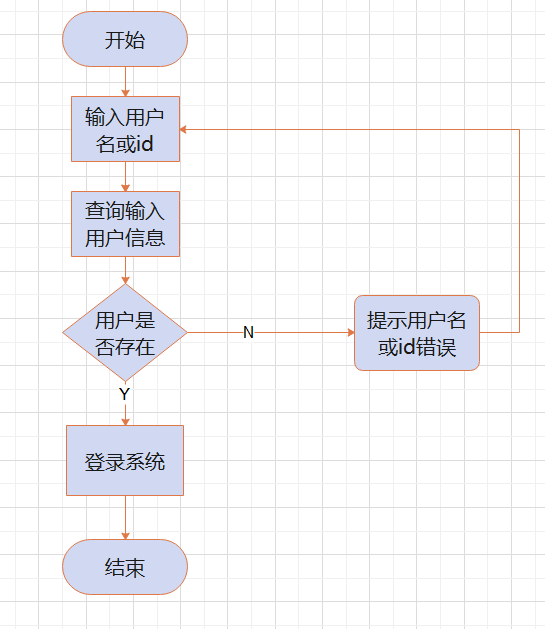 开始
输入用户
名或id
查询输入
用户信息
用户是
否存在
N
提示用户名
或id错误
Y
登录系统
结束